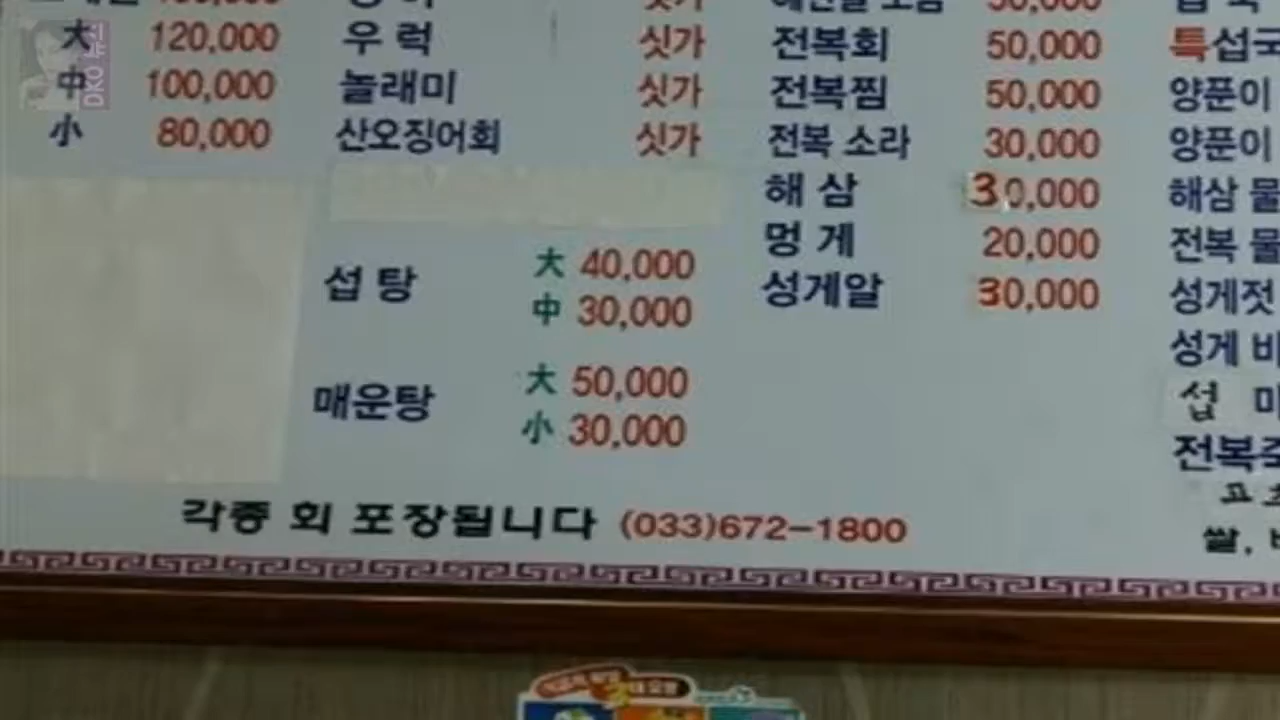 大 120,000
中 100,000
小 80,000
우 럭 싯가
놀래미 싯가
산오징어회 싯가
섭 탕 大 40,000
中 30,000
매운탕 大 50,000
小 30,000
전복회 50,000
전복찜 50,000
전복 소라 30,000
해 삼 30,000
멍 게 20,000
성게알 30,000
특섭국
양푼이
양푼이
해삼 물
전복 물
성게젓
성게 비
섭 미
전복죽
쌀,
각종 회 포장됩니다 (033)672-1800